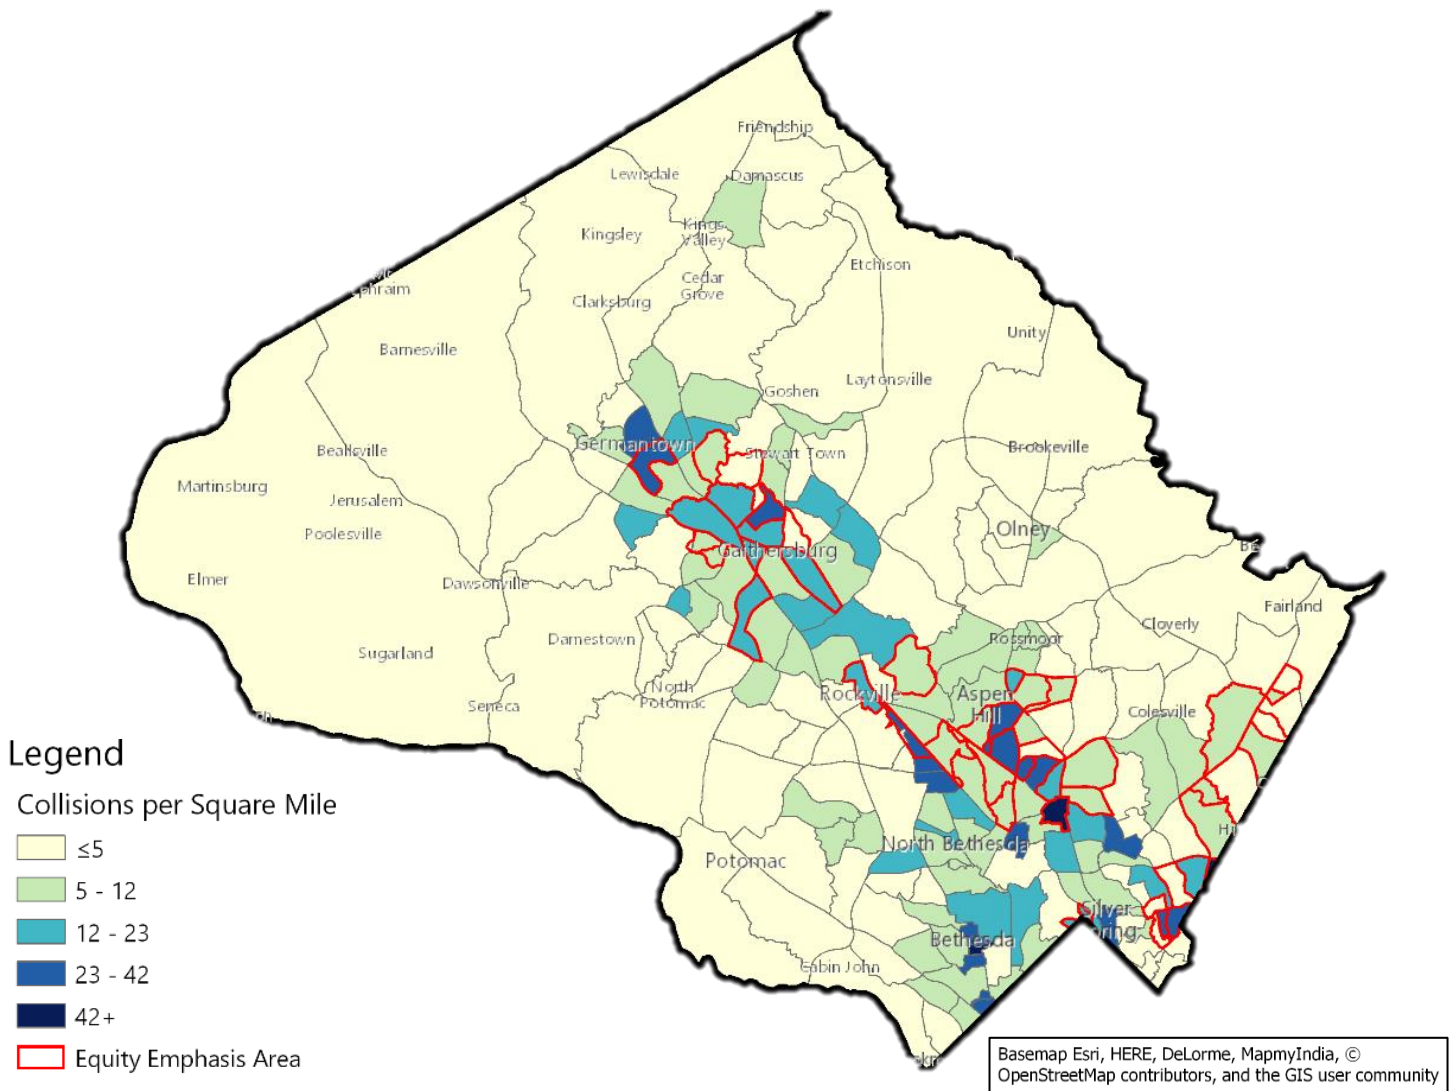 Friendship
Lewisdale
Damascus
Kingsley
Kings
Valley
Etchison
Cedar
Grove
Clarksburg
Unity
Barnesville
Laytonsville
Goshen
Germantown
Stewart Town
Brookeville
Beallsville
Martinsburg
Jerusalem
Poolesville
Olney
Gaithersburg
Elmer
Dawsonville
Fairland
Cloverly
Darnestown
Rossmoor
Sugarland
North
Potomac
Rockville
Aspen
Hill
Seneca
Colesville
North Bethesda
Potomac
Silver
Bethesda
Cabin John
Legend
Collisions per Square Mile
≤5
5 - 12
12 - 23
23 - 42
42+
Equity Emphasis Area
Basemap Esri, HERE, DeLorme, MapmyIndia, ©
OpenStreetMap contributors, and the GIS user community